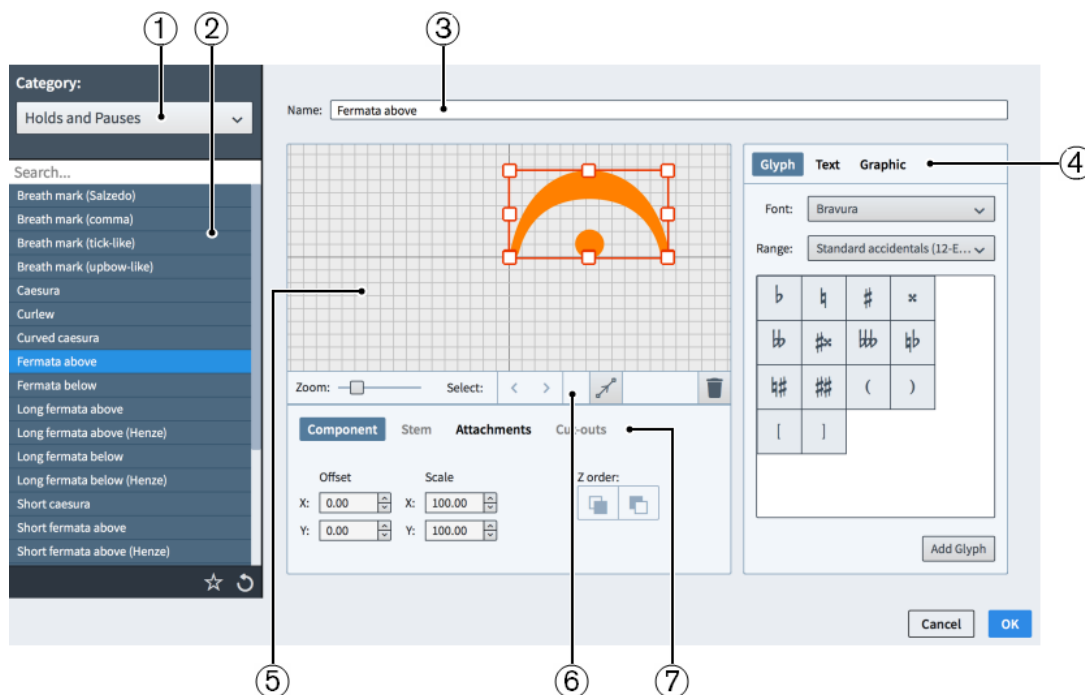 ① ② ③
Category:
Holds and Pauses
Name: Fermata above
Search...
Breath mark (Salzedo)
Breath mark (comma)
Breath mark (tick-like)
Breath mark (upbow-like)
Caesura
Curlew
Curved caesura
Fermata above
Fermata below
Long fermata above
Long fermata above (Henze)
Long fermata below
Long fermata below (Henze)
Short caesura
Short fermata above
Short fermata above (Henze)
Zoom: Select: < >
Component Stem Attachments Cut-outs
Offset Scale Z order:
X: 0.00 X: 100.00
Y: 0.00 Y: 100.00
Glyph Text Graphic ④
Font: Bravura
Range: Standard accidentals (12-E...
♭ ♮ ♯ 𝄪
( )
[ ]
Add Glyph
Cancel OK
⑤ ⑥ ⑦